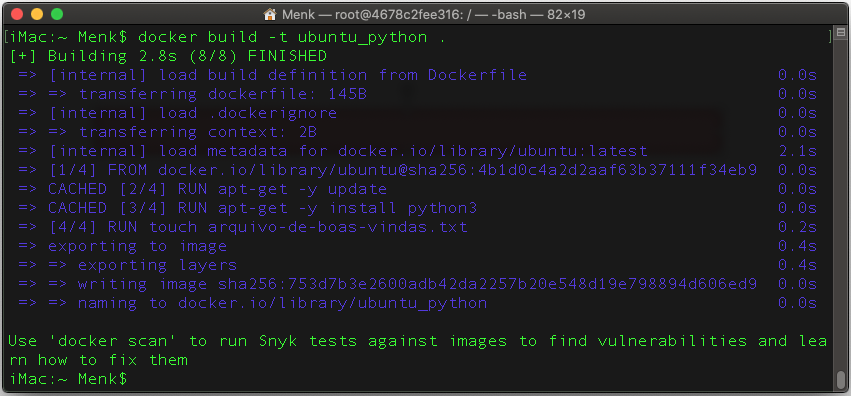 Menk — root@4678c2fee316: / — -bash — 82×19
[iMac:~ Menk$ docker build -t ubuntu_python .]
[+] Building 2.8s (8/8) FINISHED
=> [internal] load build definition from Dockerfile 0.0s
=> => transferring dockerfile: 145B 0.0s
=> [internal] load .dockerignore 0.0s
=> => transferring context: 2B 0.0s
=> [internal] load metadata for docker.io/library/ubuntu:latest 2.1s
=> [1/4] FROM docker.io/library/ubuntu@sha256:4b1d0c4a2d2aaf63b37111f34eb9 0.0s
=> CACHED [2/4] RUN apt-get -y update 0.0s
=> CACHED [3/4] RUN apt-get -y install python3 0.0s
=> [4/4] RUN touch arquivo-de-boas-vindas.txt 0.2s
=> exporting to image 0.4s
=> => exporting layers 0.4s
=> => writing image sha256:753d7b3e2600adb42da2257b20e548d19e798894d606ed9 0.0s
=> => naming to docker.io/library/ubuntu_python 0.0s
Use 'docker scan' to run Snyk tests against images to find vulnerabilities and lea
rn how to fix them
iMac:~ Menk$